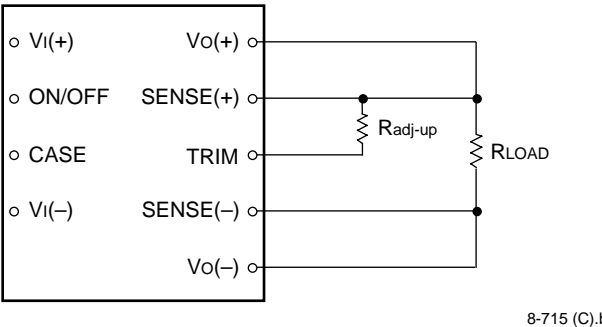 VI(+) VO(+)
ON/OFF SENSE(+)
Radj-up
CASE TRIM
RLOAD
VI(–) SENSE(–)
VO(–)
8-715 (C).b